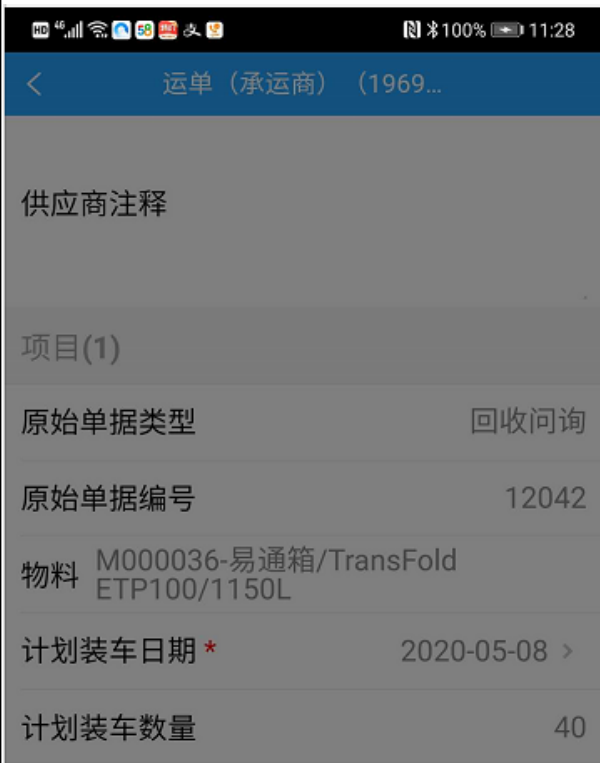 HD 46 58 100% 11:28
运单（承运商）（1969...
供应商注释
项目(1)
原始单据类型 回收问询
原始单据编号 12042
物料 M000036-易通箱/TransFold
ETP100/1150L
计划装车日期 * 2020-05-08 >
计划装车数量 40